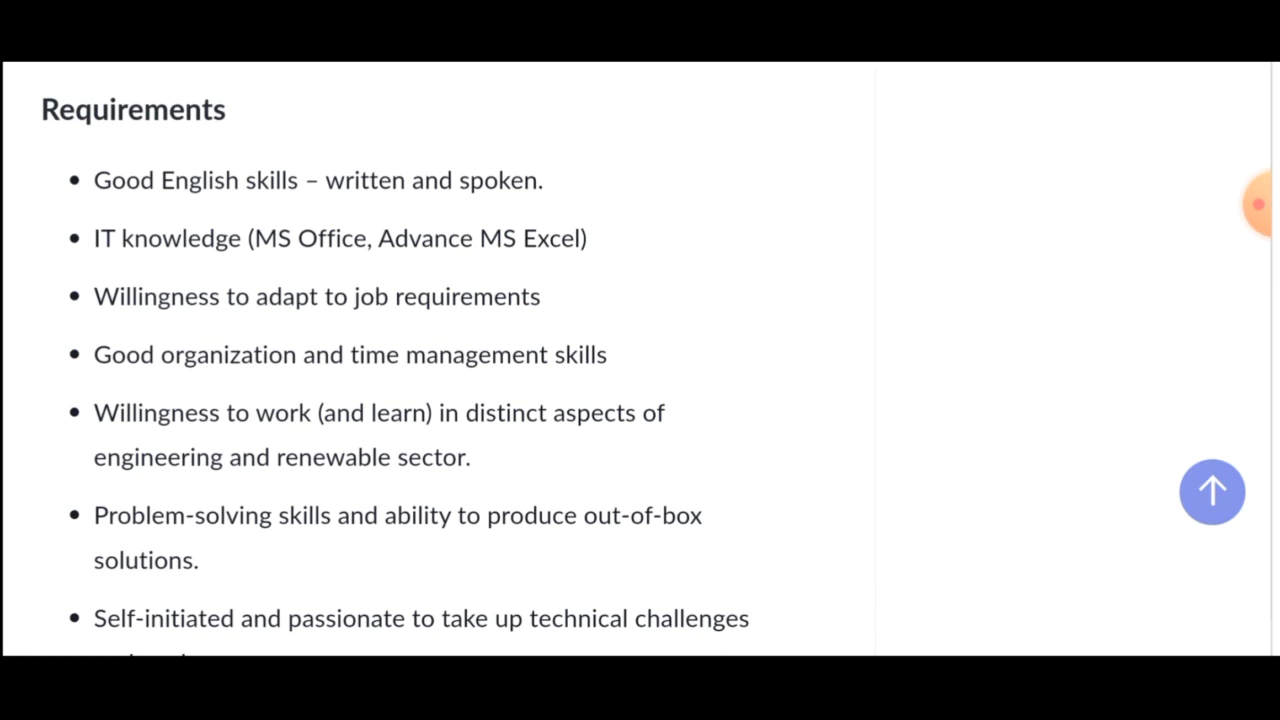 Requirements
• Good English skills – written and spoken.
• IT knowledge (MS Office, Advance MS Excel)
• Willingness to adapt to job requirements
• Good organization and time management skills
• Willingness to work (and learn) in distinct aspects of
engineering and renewable sector.
• Problem-solving skills and ability to produce out-of-box
solutions.
• Self-initiated and passionate to take up technical challenges